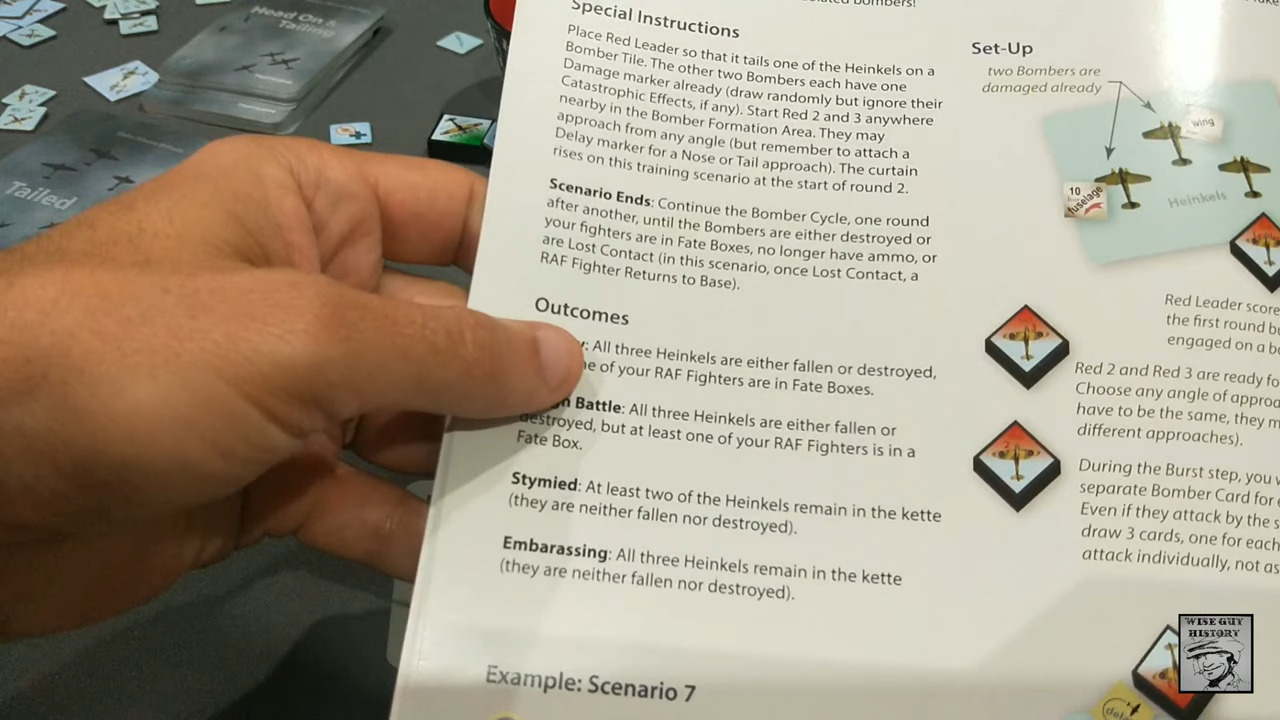 Head On &
Tailing
Tailed
bombers!
Special Instructions
Place Red Leader so that it tails one of the Heinkels on a
Bomber Tile. The other two Bombers each have one
Damage marker already (draw randomly but ignore their
Catastrophic Effects, if any). Start Red 2 and 3 anywhere
nearby in the Bomber Formation Area. They may
approach from any angle (but remember to attach a
Delay marker for a Nose or Tail approach). The curtain
rises on this training scenario at the start of round 2.
Scenario Ends: Continue the Bomber Cycle, one round
after another, until the Bombers are either destroyed or
your fighters are in Fate Boxes, no longer have ammo, or
are Lost Contact (in this scenario, once Lost Contact, a
RAF Fighter Returns to Base).
Outcomes
: All three Heinkels are either fallen or destroyed,
of your RAF Fighters are in Fate Boxes.
Battle: All three Heinkels are either fallen or
destroyed, but at least one of your RAF Fighters is in a
Fate Box.
Stymied: At least two of the Heinkels remain in the kette
(they are neither fallen nor destroyed).
Embarassing: All three Heinkels remain in the kette
(they are neither fallen nor destroyed).
Example: Scenario 7
Set-Up
two Bombers are
damaged already
wing
10
fuselage
Heinkels
Red Leader score
the first round b
engaged on a b
Red 2 and Red 3 are ready fo
Choose any angle of approa
have to be the same, they m
different approaches).
During the Burst step, you
separate Bomber Card for
Even if they attack by the s
draw 3 cards, one for each
attack individually, not as
WISE GUY
HISTORY